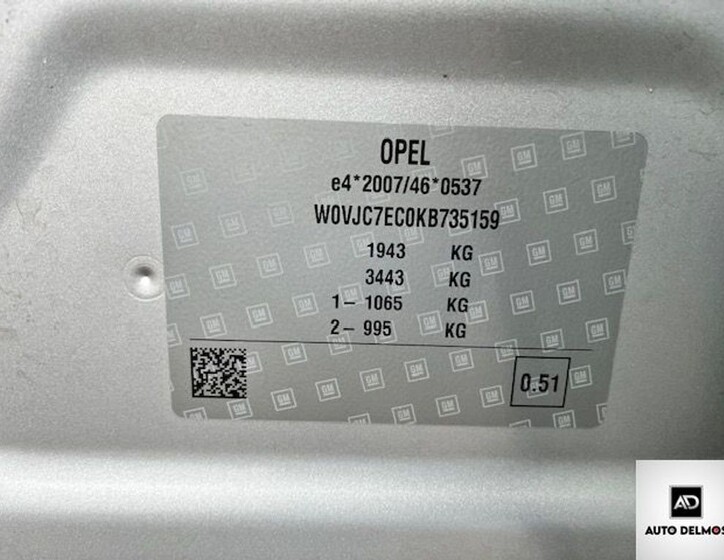 OPEL
e4*2007/46*0537
W0VJC7EC0KB735159
1943 KG
3443 KG
1- 1065 KG
2- 995 KG
0.51
AD
AUTO DELMOS